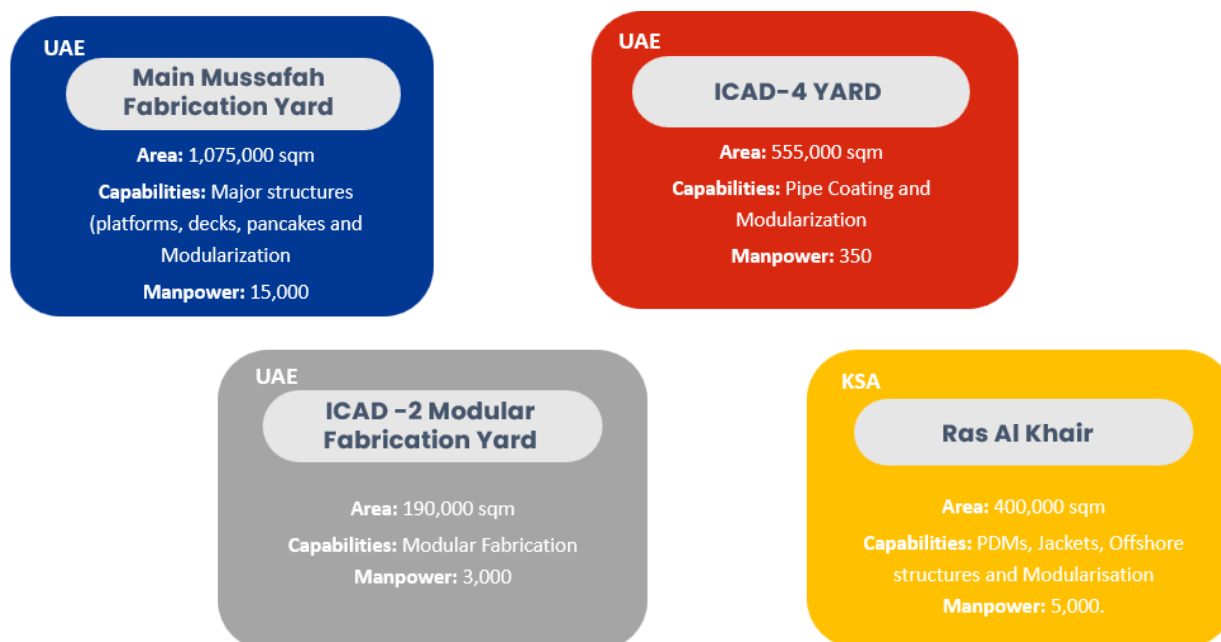 UAE
Main Mussafah
Fabrication Yard
Area: 1,075,000 sqm
Capabilities: Major structures
(platforms, decks, pancakes and
Modularization
Manpower: 15,000
UAE
ICAD-4 YARD
Area: 555,000 sqm
Capabilities: Pipe Coating and
Modularization
Manpower: 350
UAE
ICAD -2 Modular
Fabrication Yard
Area: 190,000 sqm
Capabilities: Modular Fabrication
Manpower: 3,000
KSA
Ras Al Khair
Area: 400,000 sqm
Capabilities: PDMs, Jackets, Offshore
structures and Modularisation
Manpower: 5,000.